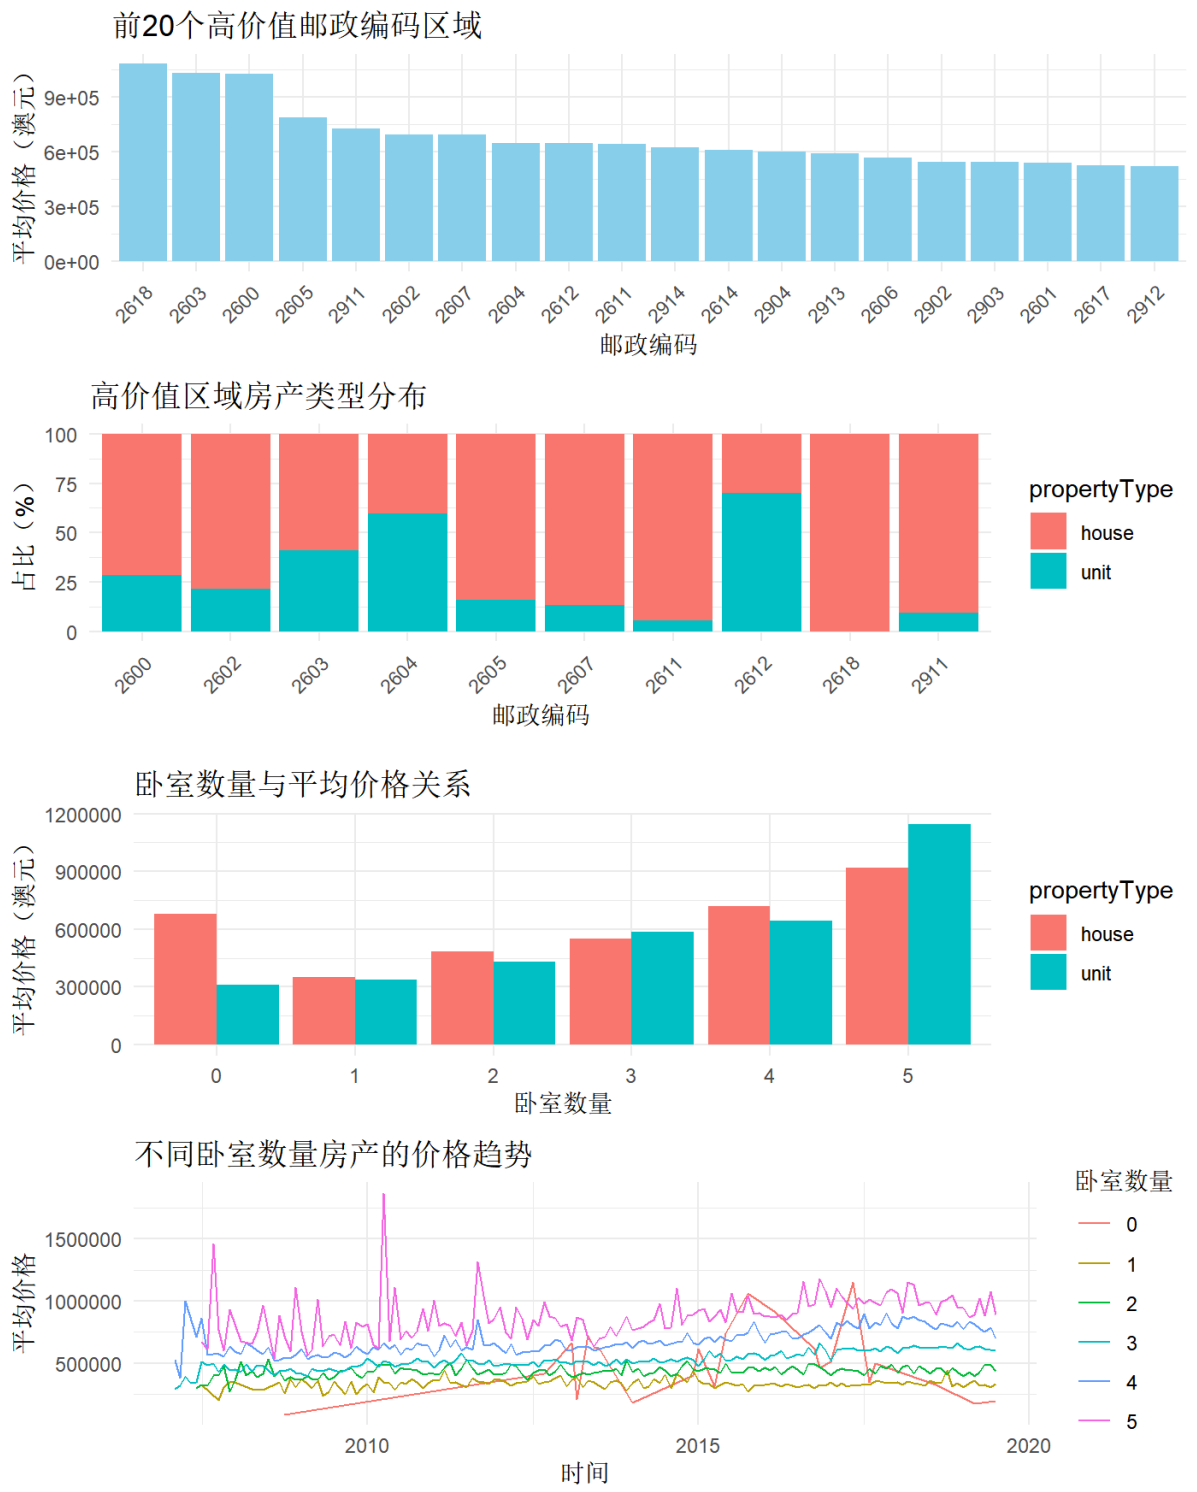 前20个高价值邮政编码区域
平均价格（澳元）
9e+05
6e+05
3e+05
0e+00
2618 2603 2600 2605 2911 2602 2607 2604 2612 2611 2914 2614 2904 2913 2606 2902 2903 2601 2617 2912
邮政编码
高价值区域房产类型分布
占比（%）
100
75
50
25
0
2600 2602 2603 2604 2605 2607 2611 2612 2618 2911
邮政编码
propertyType
house
unit
卧室数量与平均价格关系
平均价格（澳元）
1200000
900000
600000
300000
0
0 1 2 3 4 5
卧室数量
propertyType
house
unit
不同卧室数量房产的价格趋势
平均价格
1500000
1000000
500000
2010 2015 2020
时间
卧室数量
0
1
2
3
4
5